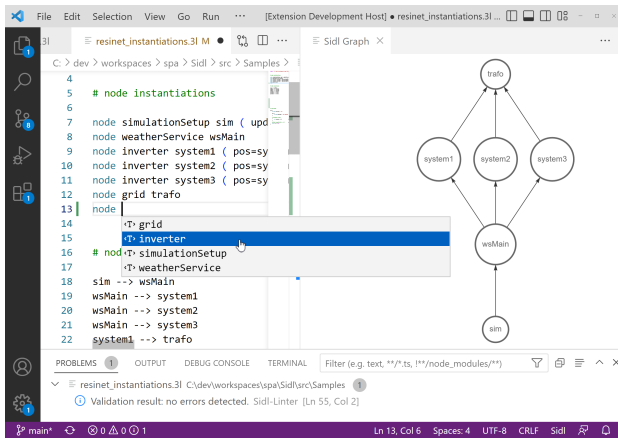 File Edit Selection View Go Run ··· [Extension Development Host] ● resinet_instantiations.3l ...
3l resinet_instantiations.3l M ● Sidl Graph
C: > dev > workspaces > spa > Sidl > src > Samples >
4
5 # node instantiations
6
7 node simulationSetup sim ( upd
8 node weatherService wsMain
9 node inverter system1 ( pos=sy
10 node inverter system2 ( pos=sy
11 node inverter system3 ( pos=sy
12 node grid trafo
13 node
14 grid
15 inverter
simulationSetup
16 # nod
weatherService
17
18 sim --> wsMain
19 wsMain --> system1
20 wsMain --> system2
21 wsMain --> system3
22 system1 --> trafo
trafo
system1 system2 system3
wsMain
sim
PROBLEMS 1 OUTPUT DEBUG CONSOLE TERMINAL Filter (e.g. text, **/*.ts, !**/node_modules/**)
resinet_instantiations.3l C:\dev\workspaces\spa\Sidl\src\Samples 1
Validation result: no errors detected. Sidl-Linter [Ln 55, Col 2]
main* 0 0 1 Ln 13, Col 6 Spaces: 4 UTF-8 CRLF Sidl
1
8
1
1